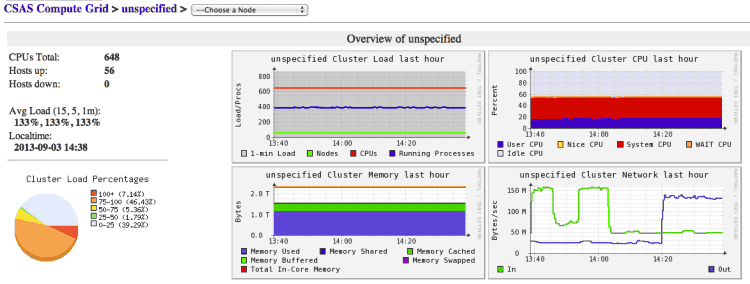 CSAS Compute Grid > unspecified > --Choose a Node
Overview of unspecified
CPUs Total: 648
Hosts up: 56
Hosts down: 0
Avg Load (15, 5, 1m):
133%, 133%, 133%
Localtime:
2013-09-03 14:38
Cluster Load Percentages
100+ (7.14%)
75-100 (46.43%)
50-75 (5.36%)
25-50 (1.79%)
0-25 (39.29%)
unspecified Cluster Load last hour
Load/Procs
800
600
400
200
0
13:40 14:00 14:20
1-min Load Nodes CPUs Running Processes
unspecified Cluster CPU last hour
Percent
100
80
60
40
20
0
13:40 14:00 14:20
User CPU Nice CPU System CPU WAIT CPU
Idle CPU
unspecified Cluster Memory last hour
Bytes
2.0 T
1.0 T
0.0
13:40 14:00 14:20
Memory Used Memory Shared Memory Cached
Memory Buffered Memory Swapped
Total In-Core Memory
unspecified Cluster Network last hour
Bytes/sec
150 M
100 M
50 M
0
13:40 14:00 14:20
In Out